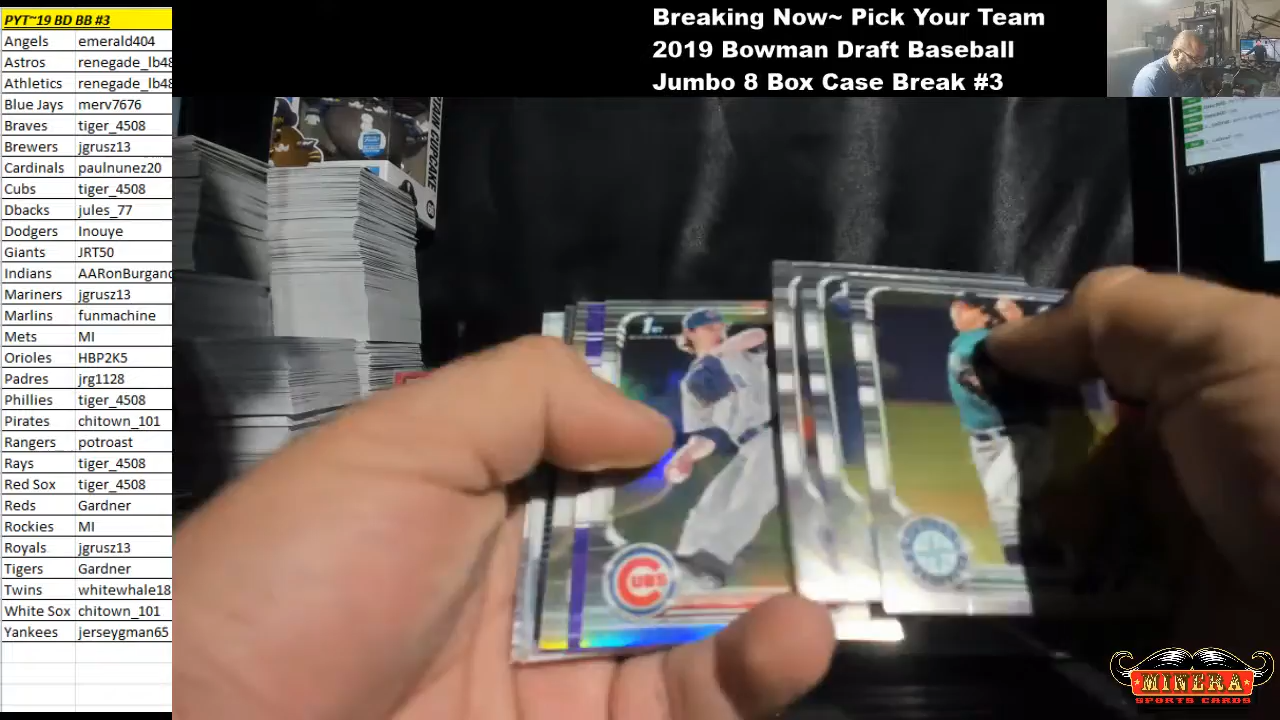 PYT~19 BD BB #3
Angels emerald404
Astros renegade_lb48
Athletics renegade_lb48
Blue Jays merv7676
Braves tiger_4508
Brewers jgrusz13
Cardinals paulnunez20
Cubs tiger_4508
Dbacks jules_77
Dodgers Inouye
Giants JRT50
Indians AARonBurganc
Mariners jgrusz13
Marlins funmachine
Mets MI
Orioles HBP2K5
Padres jrg1128
Phillies tiger_4508
Pirates chitown_101
Rangers potroast
Rays tiger_4508
Red Sox tiger_4508
Reds Gardner
Rockies MI
Royals jgrusz13
Tigers Gardner
Twins whitewhale18
White Sox chitown_101
Yankees jerseygman65
Breaking Now~ Pick Your Team
2019 Bowman Draft Baseball
Jumbo 8 Box Case Break #3
1ST
CUBS
MINERA
SPORTS CARDS